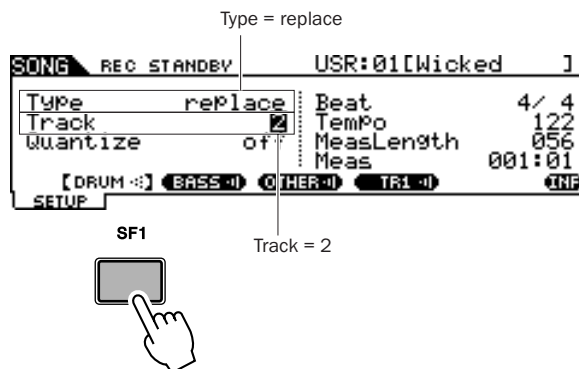 Type = replace
SONG REC STANDBY USR:01[Wicked ]
Type replace Beat 4/ 4
Track 2 Tempo 122
Quantize off MeasLength 056
Meas 001:01
[DRUM] BASS OTHER TR1 INF
SETUP
SF1
Track = 2